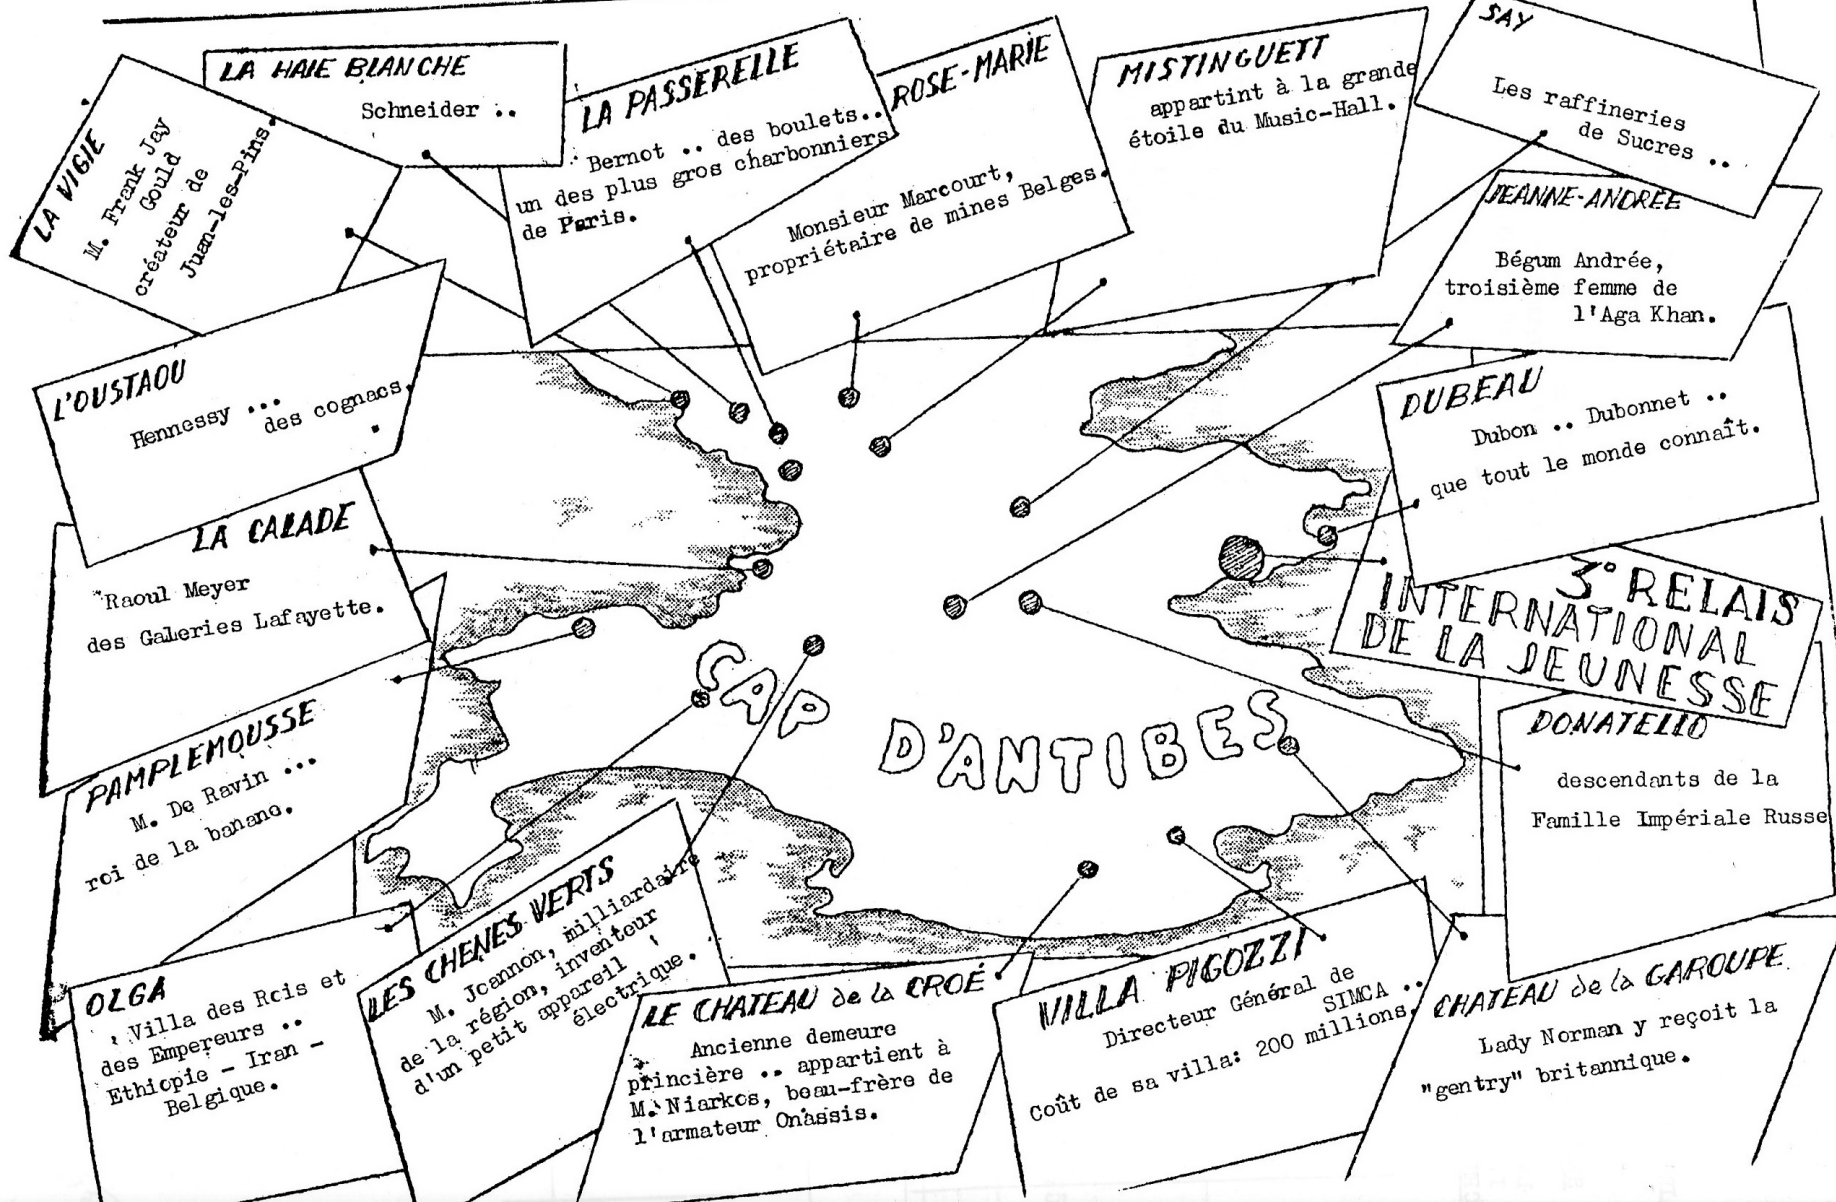 LA VIGIE
M. Frank Jay
Gould
créateur de
Juan-les-Pins.
LA HAIE BLANCHE
Schneider ..
LA PASSERELLE
Bernot .. des boulets..
un des plus gros charbonniers
de Paris.
ROSE-MARIE
Monsieur Marcourt,
propriétaire de mines Belges.
MISTINGUETT
appartint à la grande
étoile du Music-Hall.
SAY
Les raffineries
de Sucres ..
JEANNE-ANDRÉE
Bégum Andrée,
troisième femme de
l'Aga Khan.
L'OUSTAOU
Hennessy ...
des cognacs.
DUBEAU
Dubon .. Dubonnet ..
que tout le monde connaît.
LA CALADE
Raoul Meyer
des Galeries Lafayette.
3° RELAIS
INTERNATIONAL
DE LA JEUNESSE
CAP D'ANTIBES
PAMPLEMOUSSE
M. De Ravin ...
roi de la banane.
DONATELLO
descendants de la
Famille Impériale Russe
OLGA
Villa des Rois et
des Empereurs ..
Ethiopie - Iran -
Belgique.
LES CHENES VERTS
M. Joannon, milliardaire
de la région, inventeur
d'un petit appareil
électrique.
LE CHATEAU de la CROÉ
Ancienne demeure
princière .. appartient à
M. Niarkos, beau-frère de
l'armateur Onassis.
VILLA PIGOZZI
Directeur Général de
SIMCA ..
Coût de sa villa: 200 millions.
CHATEAU de la GAROUPE
Lady Norman y reçoit la
"gentry" britannique.